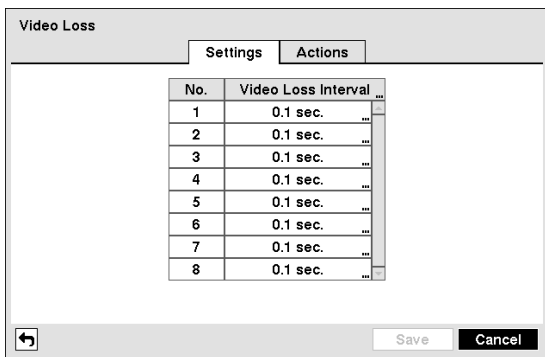 Video Loss
Settings Actions
No. Video Loss Interval ...
1 0.1 sec. ...
2 0.1 sec. ...
3 0.1 sec. ...
4 0.1 sec. ...
5 0.1 sec. ...
6 0.1 sec. ...
7 0.1 sec. ...
8 0.1 sec. ...
Save Cancel